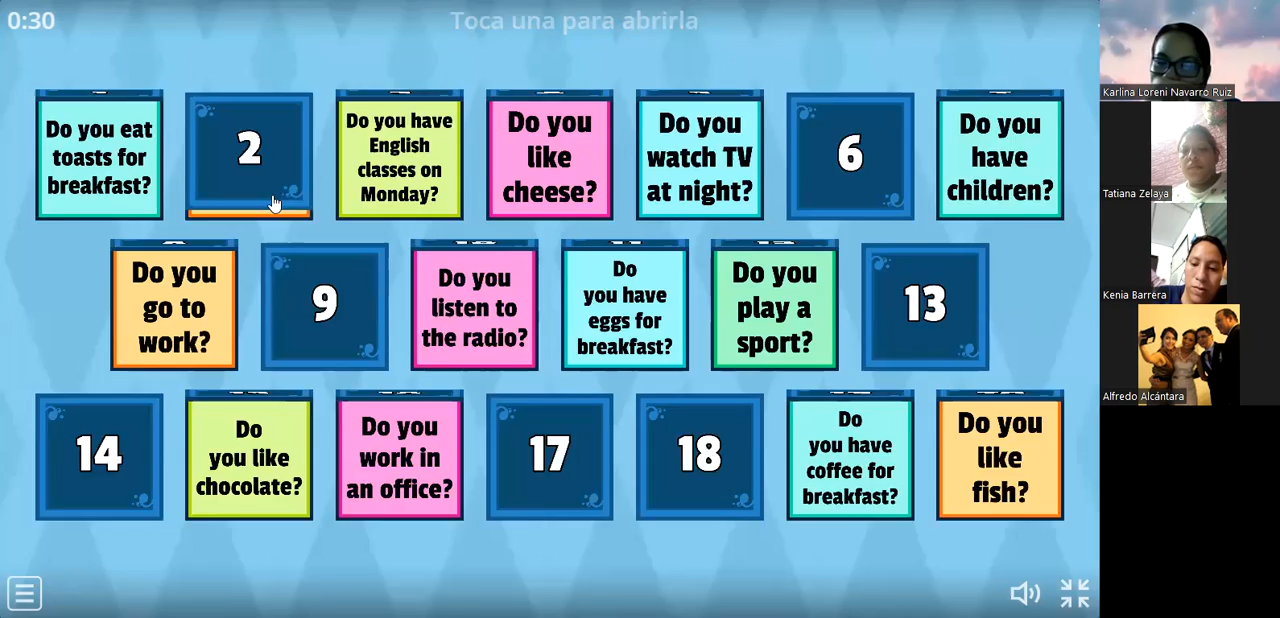 0:30
Toca una para abrirla
Do you eat
toasts for
breakfast?
2
Do you have
English
classes on
Monday?
Do you
like
cheese?
Do you
watch TV
at night?
6
Do you
have
children?
Do you
go to
work?
9
Do you
listen to
the radio?
Do
you have
eggs for
breakfast?
Do you
play a
sport?
13
14
Do
you like
chocolate?
Do you
work in
an office?
17
18
Do
you have
coffee for
breakfast?
Do you
like
fish?
Karlina Loreni Navarro Ruiz
Tatiana Zelaya
Kenia Barrera
Alfredo Alcántara